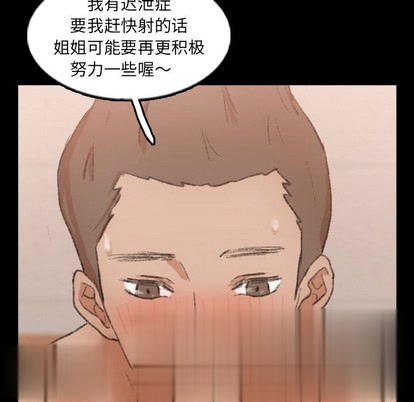 我有迟泄症
要我赶快射的话
姐姐可能要再更积极
努力一些喔～